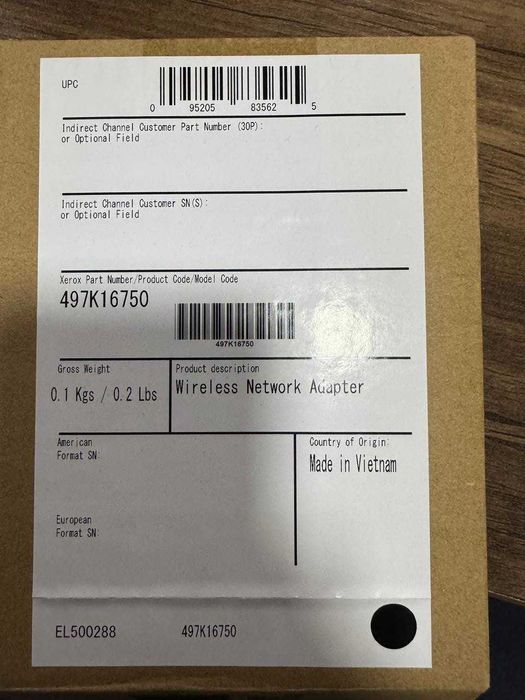 UPC
0 95205 83562 5
Indirect Channel Customer Part Number (30P):
or Optional Field
Indirect Channel Customer SN(S):
or Optional Field
Xerox Part Number/Product Code/Model Code
497K16750
497K16750
Gross Weight
0.1 Kgs / 0.2 Lbs
Product description
Wireless Network Adapter
American
Format SN:
European
Format SN:
Country of Origin:
Made in Vietnam
EL500288 497K16750